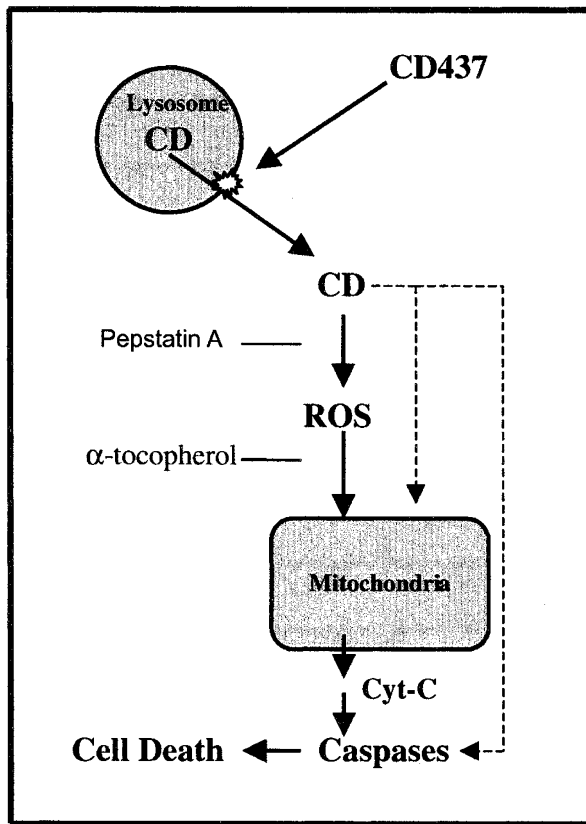 CD437
Lysosome
CD
CD
Pepstatin A
ROS
α-tocopherol
Mitochondria
Cyt-C
Cell Death
Caspases